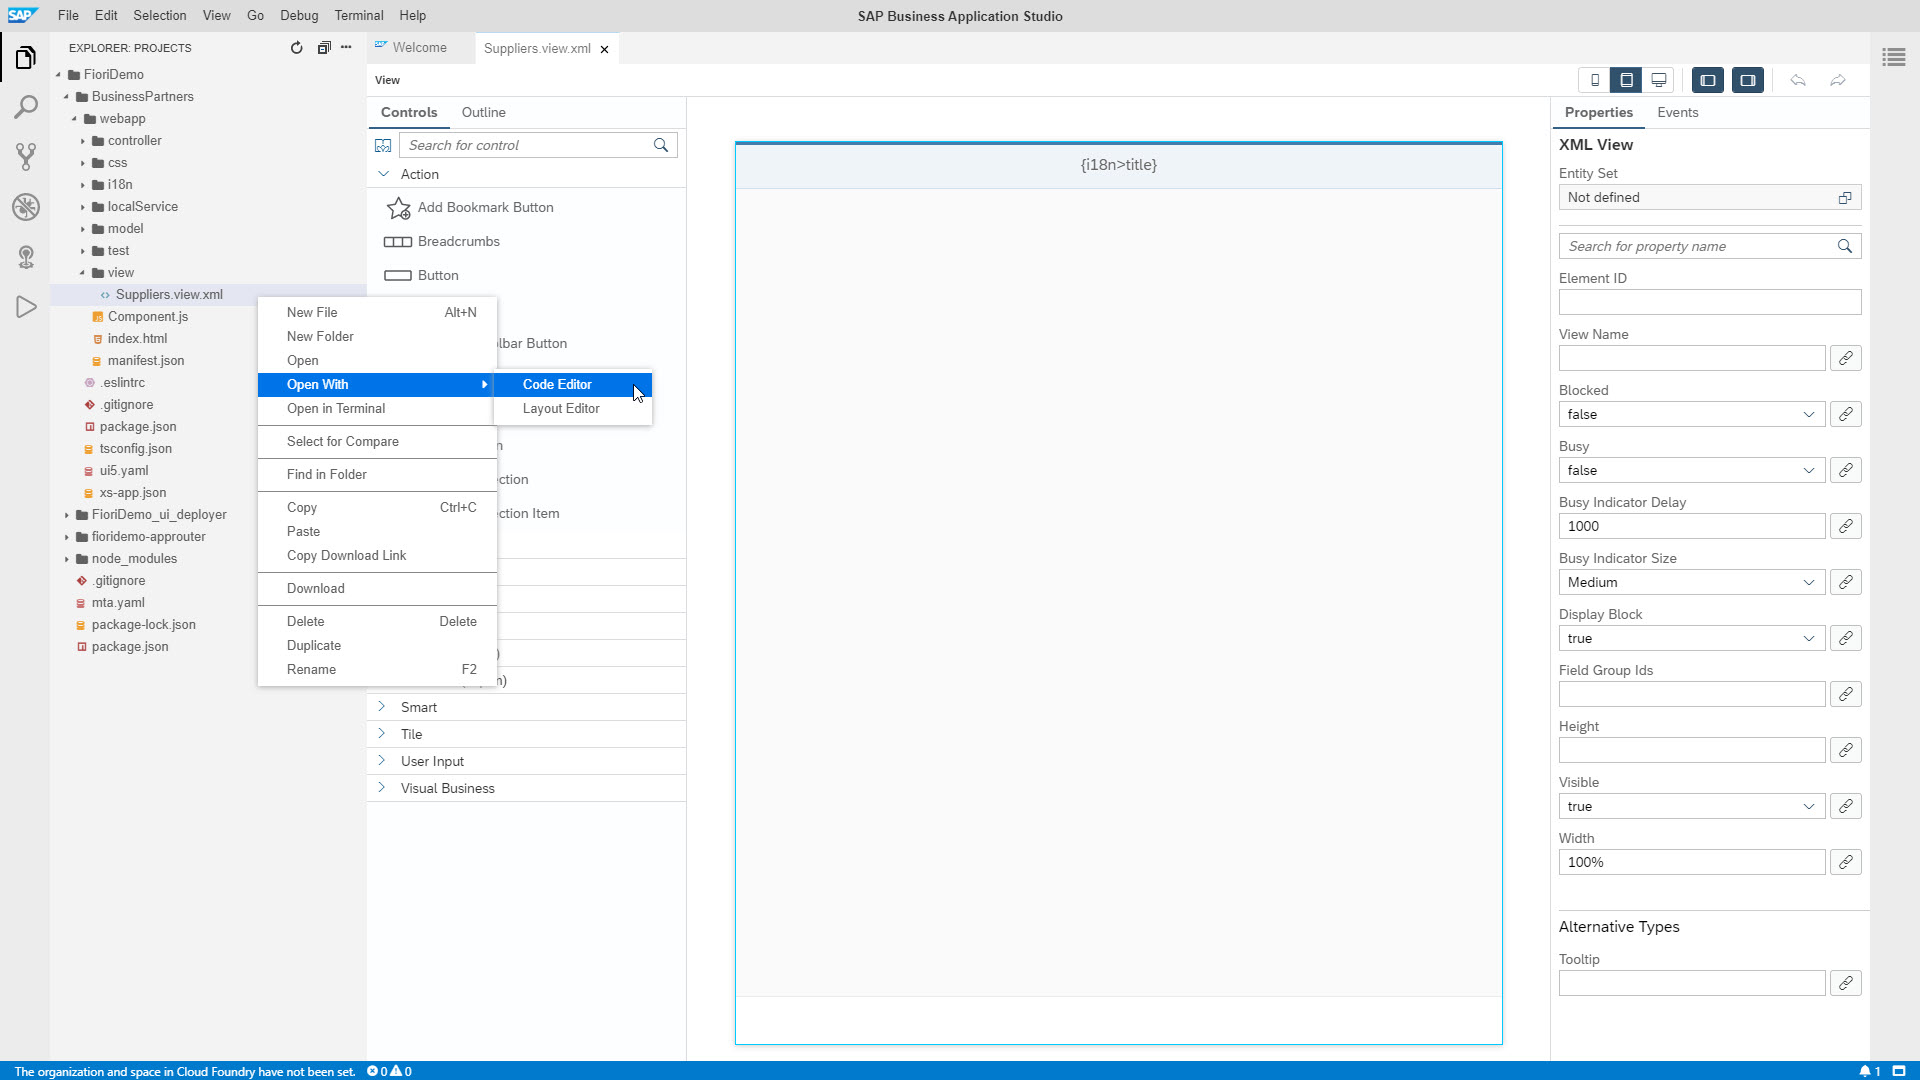 SAP File Edit Selection View Go Debug Terminal Help SAP Business Application Studio
EXPLORER: PROJECTS
FioriDemo
BusinessPartners
webapp
controller
css
i18n
localService
model
test
view
Suppliers.view.xml
Component.js
index.html
manifest.json
.eslintrc
.gitignore
package.json
tsconfig.json
ui5.yaml
xs-app.json
FioriDemo_ui_deployer
fioridemo-approuter
node_modules
.gitignore
mta.yaml
package-lock.json
package.json
New File Alt+N
New Folder
Open
Open With
Open in Terminal
Select for Compare
Find in Folder
Copy Ctrl+C
Paste
Copy Download Link
Download
Delete Delete
Duplicate
Rename F2
Code Editor
Layout Editor
Welcome Suppliers.view.xml
View
Controls Outline
Search for control
Action
Add Bookmark Button
Breadcrumbs
Button
lbar Button
n
ction
ction Item
)
n)
Smart
Tile
User Input
Visual Business
{i18n>title}
Properties Events
XML View
Entity Set
Not defined
Search for property name
Element ID
View Name
Blocked
false
Busy
false
Busy Indicator Delay
1000
Busy Indicator Size
Medium
Display Block
true
Field Group Ids
Height
Visible
true
Width
100%
Alternative Types
Tooltip
The organization and space in Cloud Foundry have not been set. 0 0 1